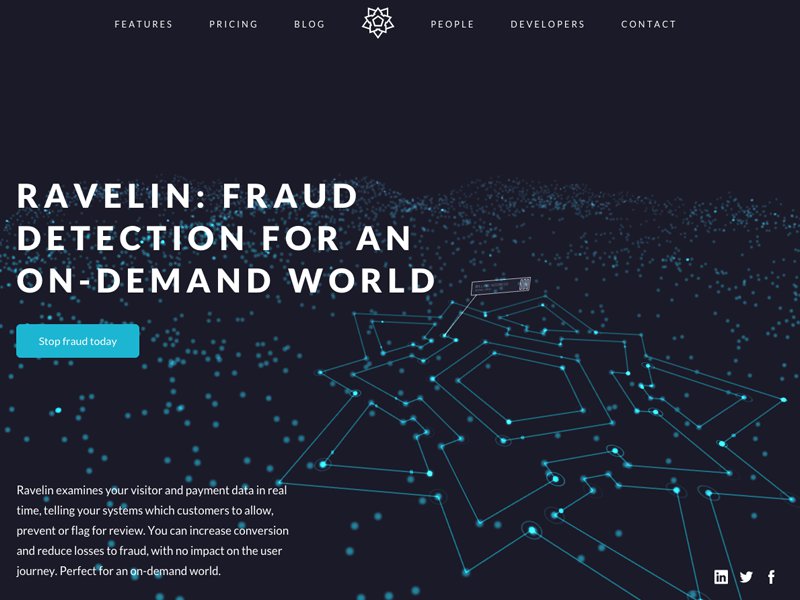 FEATURES PRICING BLOG PEOPLE DEVELOPERS CONTACT
RAVELIN: FRAUD
DETECTION FOR AN
ON-DEMAND WORLD
Stop fraud today
Ravelin examines your visitor and payment data in real
time, telling your systems which customers to allow,
prevent or flag for review. You can increase conversion
and reduce losses to fraud, with no impact on the user
journey. Perfect for an on-demand world.